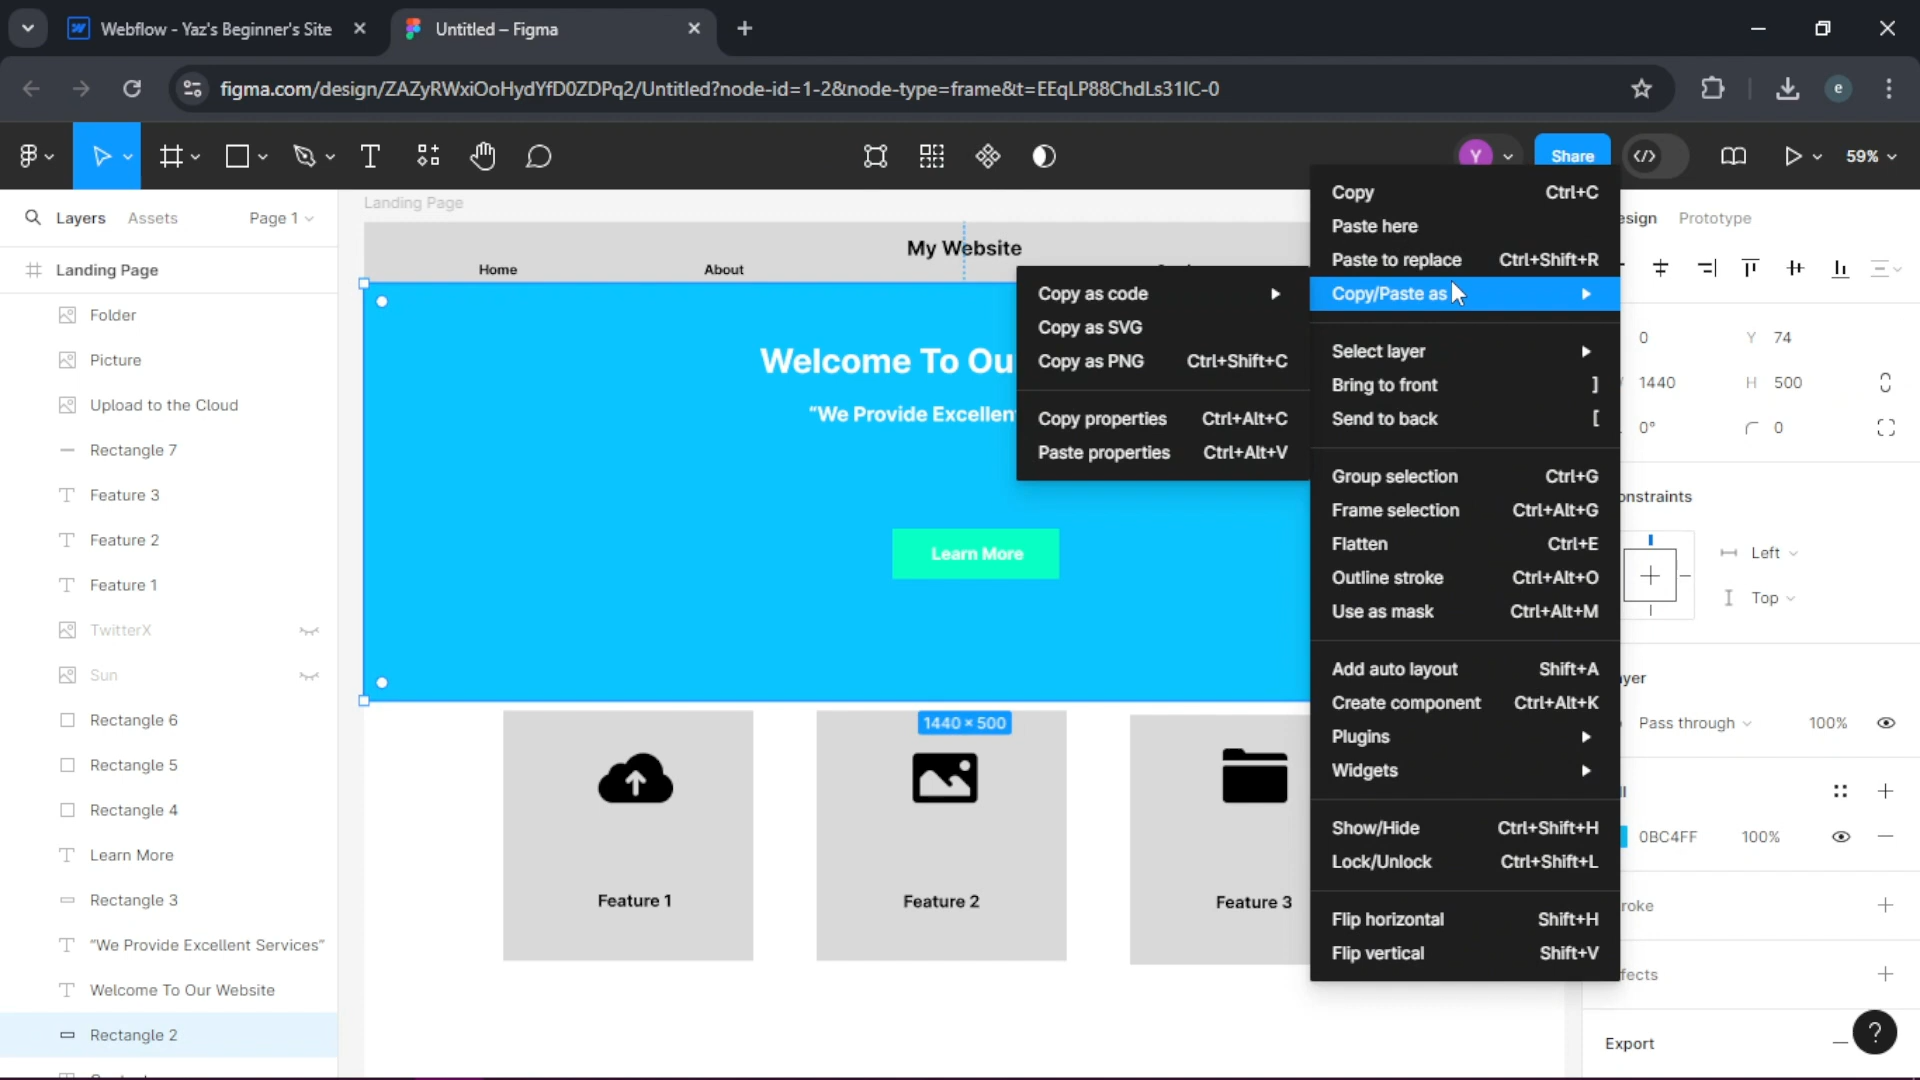 Webflow - Yaz's Beginner's Site
Untitled – Figma
figma.com/design/ZAZyRWxiOoHydYfD0ZDPq2/Untitled?node-id=1-2&node-type=frame&t=EEqLP88ChdLs31IC-0
e
Y
Share
59%
Layers
Assets
Page 1
Landing Page
Folder
Picture
Upload to the Cloud
Rectangle 7
Feature 3
Feature 2
Feature 1
TwitterX
Sun
Rectangle 6
Rectangle 5
Rectangle 4
Learn More
Rectangle 3
“We Provide Excellent Services”
Welcome To Our Website
Rectangle 2
Landing Page
My Website
Home
About
Welcome To Ou
“We Provide Excellen
Learn More
1440 × 500
Feature 1
Feature 2
Feature 3
Copy as code
Copy as SVG
Copy as PNG Ctrl+Shift+C
Copy properties Ctrl+Alt+C
Paste properties Ctrl+Alt+V
Copy Ctrl+C
Paste here
Paste to replace Ctrl+Shift+R
Copy/Paste as
Select layer
Bring to front ]
Send to back [
Group selection Ctrl+G
Frame selection Ctrl+Alt+G
Flatten Ctrl+E
Outline stroke Ctrl+Alt+O
Use as mask Ctrl+Alt+M
Add auto layout Shift+A
Create component Ctrl+Alt+K
Plugins
Widgets
Show/Hide Ctrl+Shift+H
Lock/Unlock Ctrl+Shift+L
Flip horizontal Shift+H
Flip vertical Shift+V
esign
Prototype
0 Y 74
1440 H 500
0° 0
onstraints
Left
Top
yer
Pass through 100%
ll
0BC4FF 100%
roke
fects
Export
?